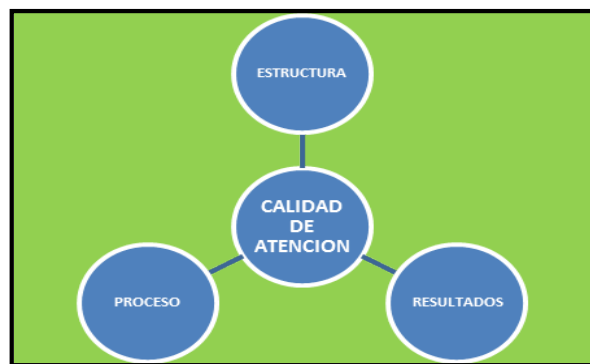 ESTRUCTURA
CALIDAD
DE
ATENCION
PROCESO
RESULTADOS